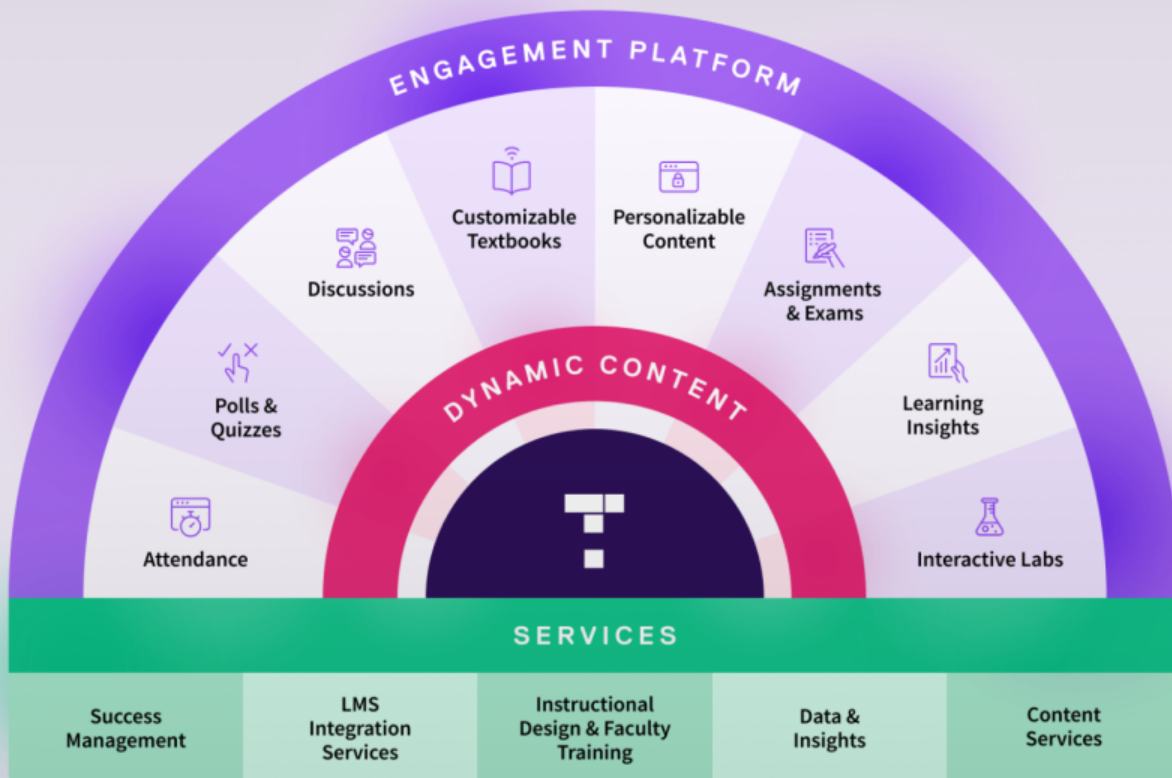 ENGAGEMENT PLATFORM
Customizable
Textbooks
Personalizable
Content
Discussions
Assignments
& Exams
Polls &
Quizzes
Learning
Insights
Attendance
Interactive Labs
DYNAMIC CONTENT
SERVICES
Success
Management
LMS
Integration
Services
Instructional
Design & Faculty
Training
Data &
Insights
Content
Services